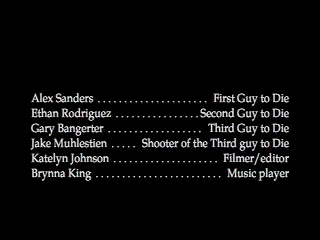 Alex Sanders . . . . . . . . . . . . . . . . . . . . . First Guy to Die
Ethan Rodriguez . . . . . . . . . . . . . . . . Second Guy to Die
Gary Bangerter . . . . . . . . . . . . . . . . . . . Third Guy to Die
Jake Muhlestien . . . . . Shooter of the Third guy to Die
Katelyn Johnson . . . . . . . . . . . . . . . . . . . Filmer/editor
Brynna King . . . . . . . . . . . . . . . . . . . . . . . . Music player